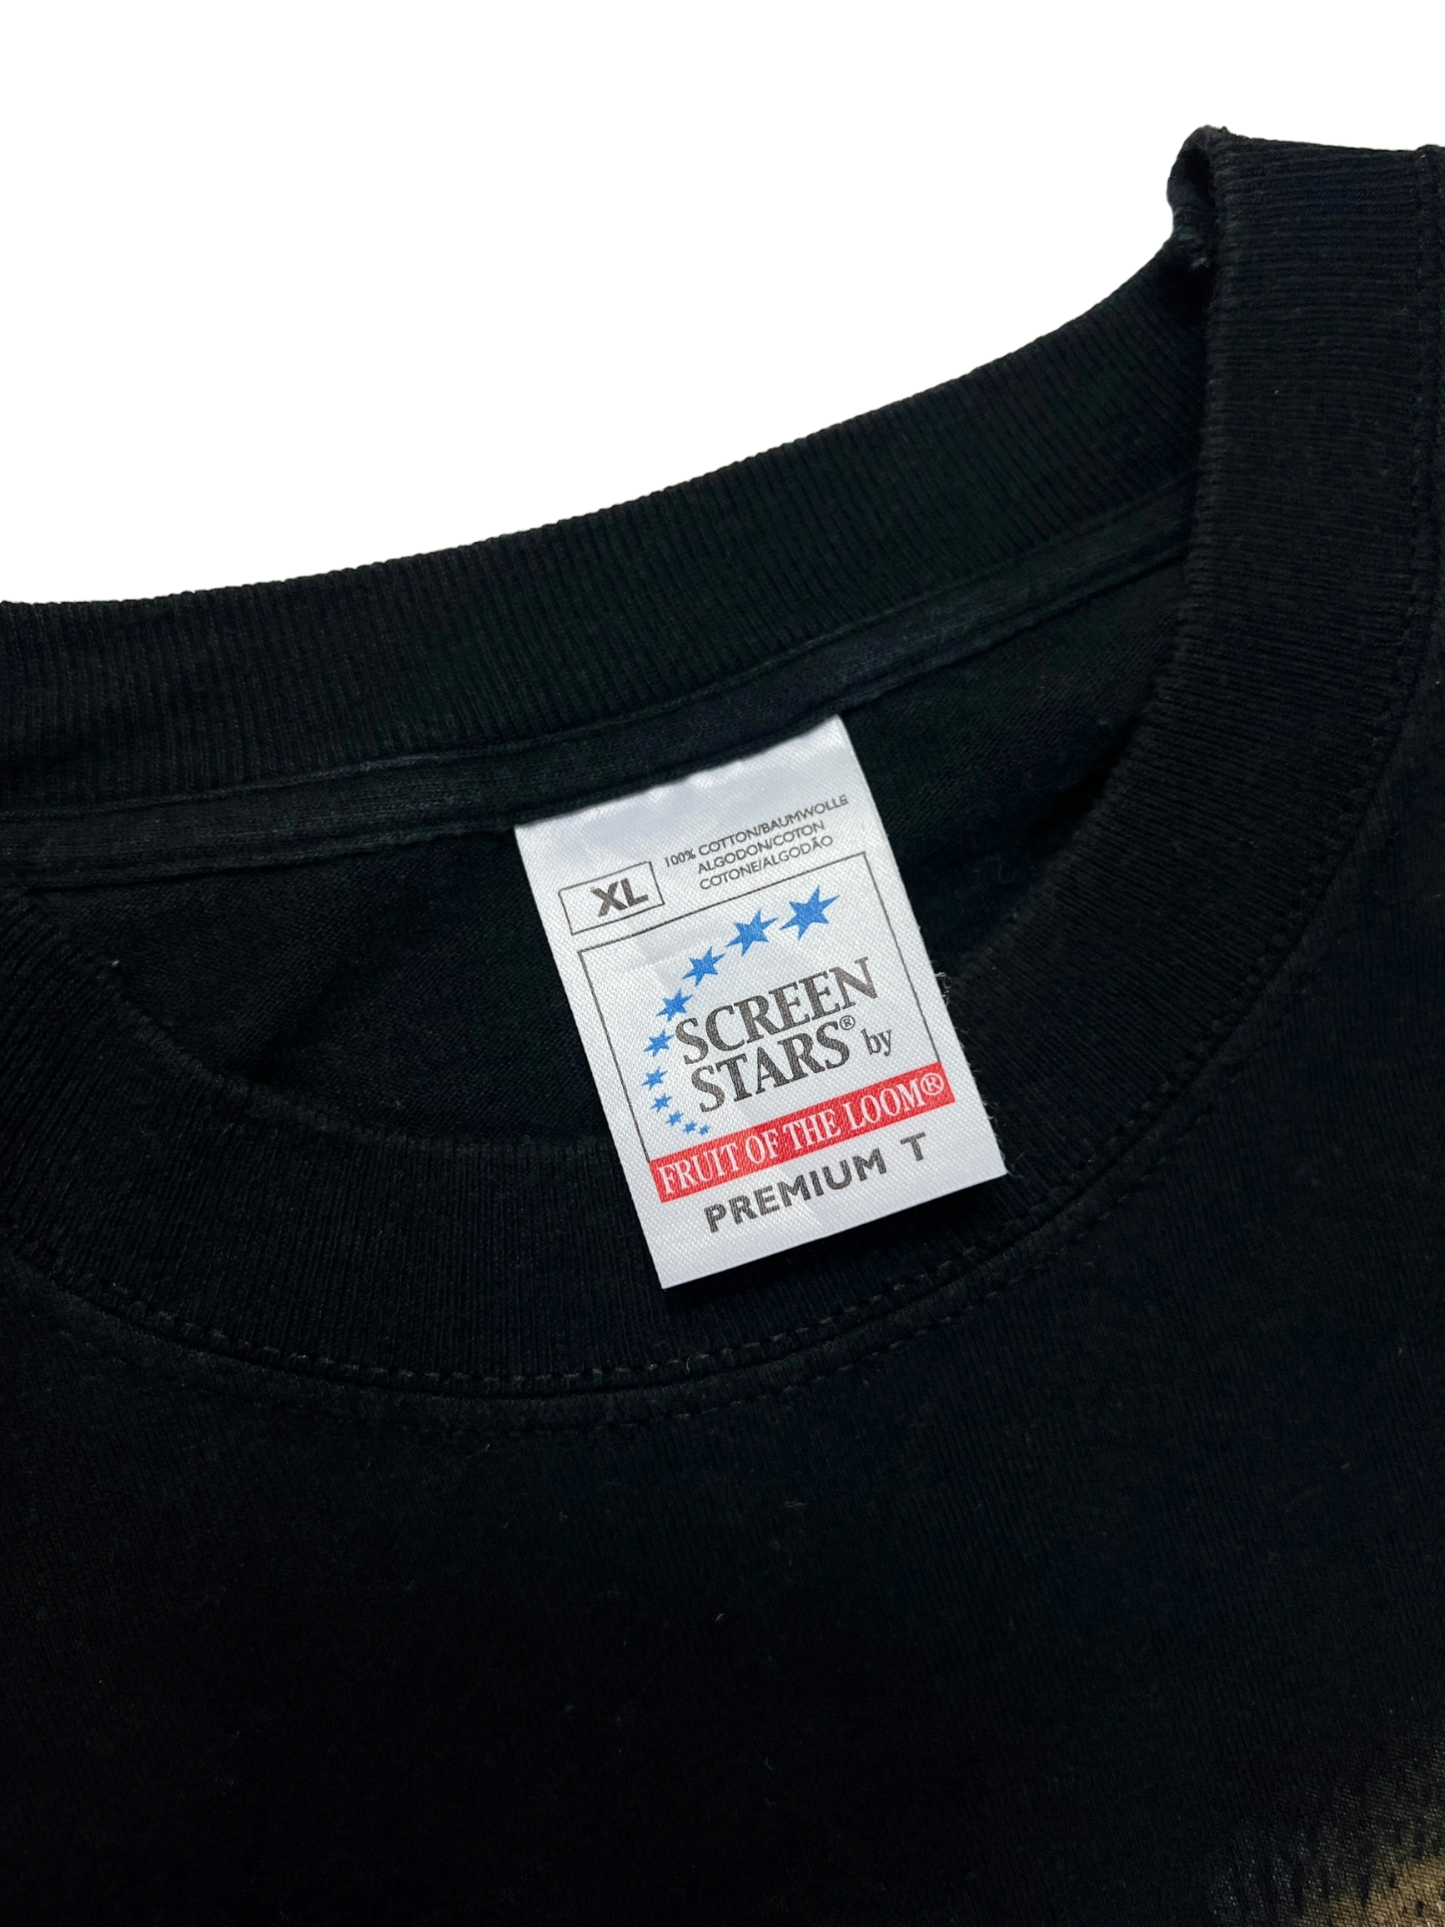 XL
100% COTTON/BAUMWOLLE
ALGODON/COTON
COTONE/ALGODÃO
SCREEN
STARS® by
FRUIT OF THE LOOM®
PREMIUM T